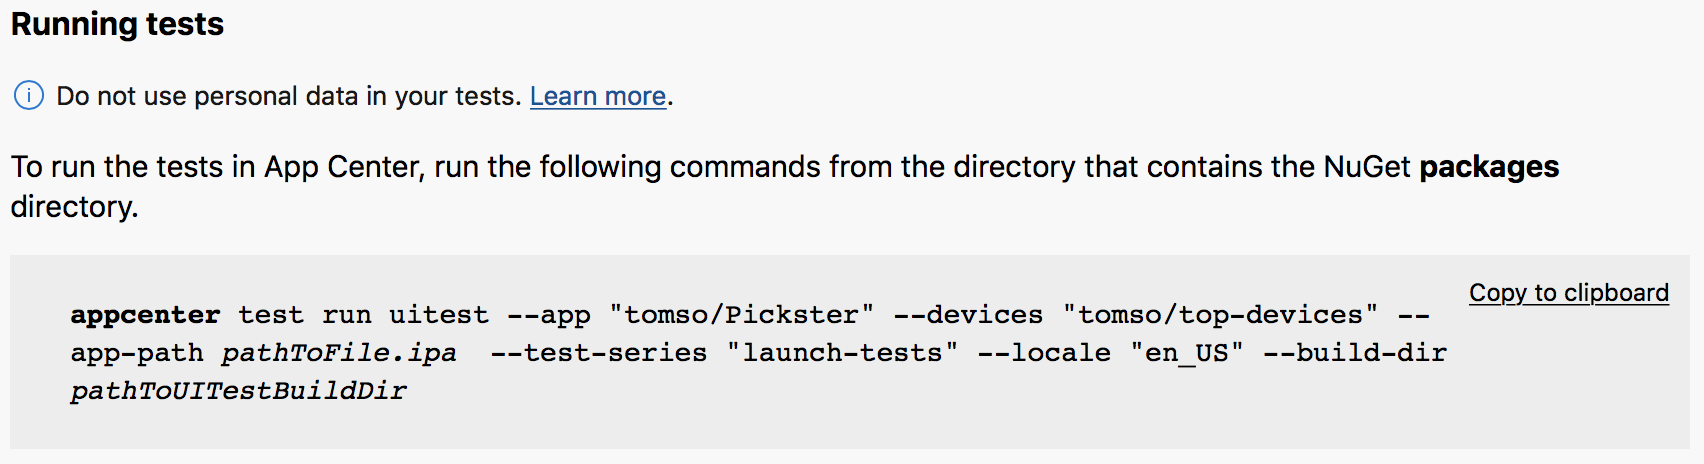 Running tests
Do not use personal data in your tests. Learn more.
To run the tests in App Center, run the following commands from the directory that contains the NuGet packages
directory.
Copy to clipboard
appcenter test run uitest --app "tomso/Pickster" --devices "tomso/top-devices" --
app-path pathToFile.ipa  --test-series "launch-tests" --locale "en_US" --build-dir
pathToUITestBuildDir